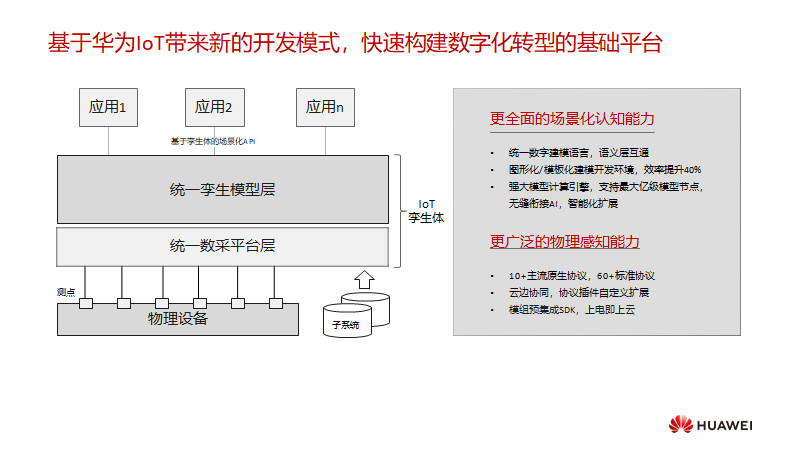 基于华为IoT带来新的开发模式，快速构建数字化转型的基础平台
应用1
应用2
应用n
基于孪生体的场景化API
统一孪生模型层
统一数采平台层
IoT
孪生体
测点
物理设备
子系统
更全面的场景化认知能力
• 统一数字建模语言，语义层互通
• 图形化/模板化建模开发环境，效率提升40%
• 强大模型计算引擎，支持最大亿级模型节点，
无缝衔接AI，智能化扩展
更广泛的物理感知能力
• 10+主流原生协议，60+标准协议
• 云边协同，协议插件自定义扩展
• 模组预集成SDK，上电即上云
HUAWEI